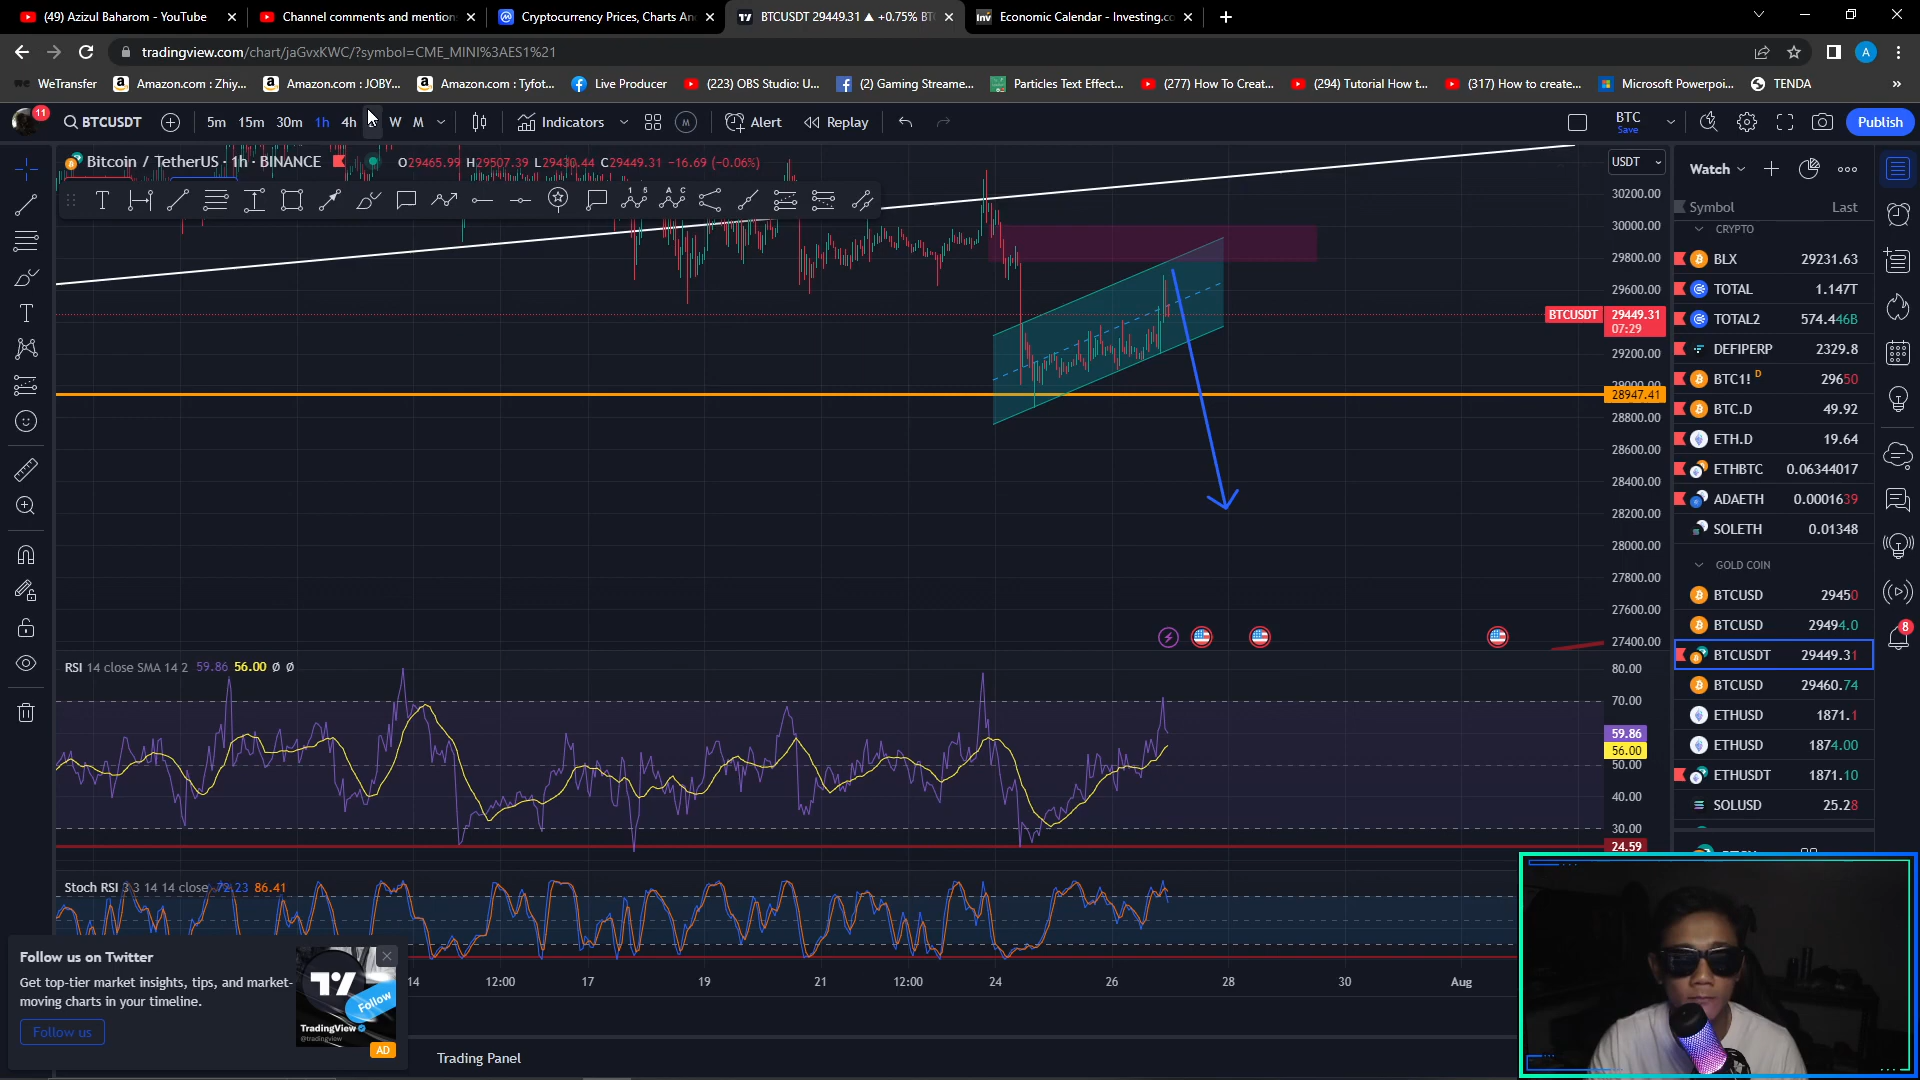 (49) Azizul Baharom - YouTube
Channel comments and mention
Cryptocurrency Prices, Charts An
BTCUSDT 29449.31 ▲ +0.75% BT
Economic Calendar - Investing.co
tradingview.com/chart/jaGvxKWC/?symbol=CME_MINI%3AES1%21
WeTransfer
Amazon.com : Zhiy...
Amazon.com : JOBY...
Amazon.com : Tyfot...
Live Producer
(223) OBS Studio: U...
(2) Gaming Streame...
Particles Text Effect...
(277) How To Creat...
(294) Tutorial How t...
(317) How to create...
Microsoft Powerpoi...
TENDA
11
BTCUSDT
5m 15m 30m 1h 4h W M
Indicators
Alert
Replay
BTC
Save
Publish
Bitcoin / TetherUS · 1h · BINANCE
O29465.99 H29507.39 L29430.44 C29449.31 -16.69 (-0.06%)
USDT
30200.00
30000.00
29800.00
29600.00
BTCUSDT 29449.31
07:29
29200.00
29000.00
28947.41
28800.00
28600.00
28400.00
28200.00
28000.00
27800.00
27600.00
27400.00
RSI 14 close SMA 14 2 59.86 56.00 ø ø
80.00
70.00
59.86
56.00
50.00
40.00
30.00
24.59
Stoch RSI 3 3 14 14 close 72.23 86.41
14 12:00 17 19 21 12:00 24 26 28 30 Aug
Follow us on Twitter
Get top-tier market insights, tips, and market-
moving charts in your timeline.
Follow us
Follow
TradingView
@tradingview
AD
Trading Panel
Watch
Symbol Last
CRYPTO
BLX 29231.63
TOTAL 1.147T
TOTAL2 574.446B
DEFIPERP 2329.8
BTC1! D 29650
BTC.D 49.92
ETH.D 19.64
ETHBTC 0.06344017
ADAETH 0.0001639
SOLETH 0.01348
GOLD COIN
BTCUSD 29450
BTCUSD 29494.0
BTCUSDT 29449.31
BTCUSD 29460.74
ETHUSD 1871.1
ETHUSD 1874.00
ETHUSDT 1871.10
SOLUSD 25.28
8